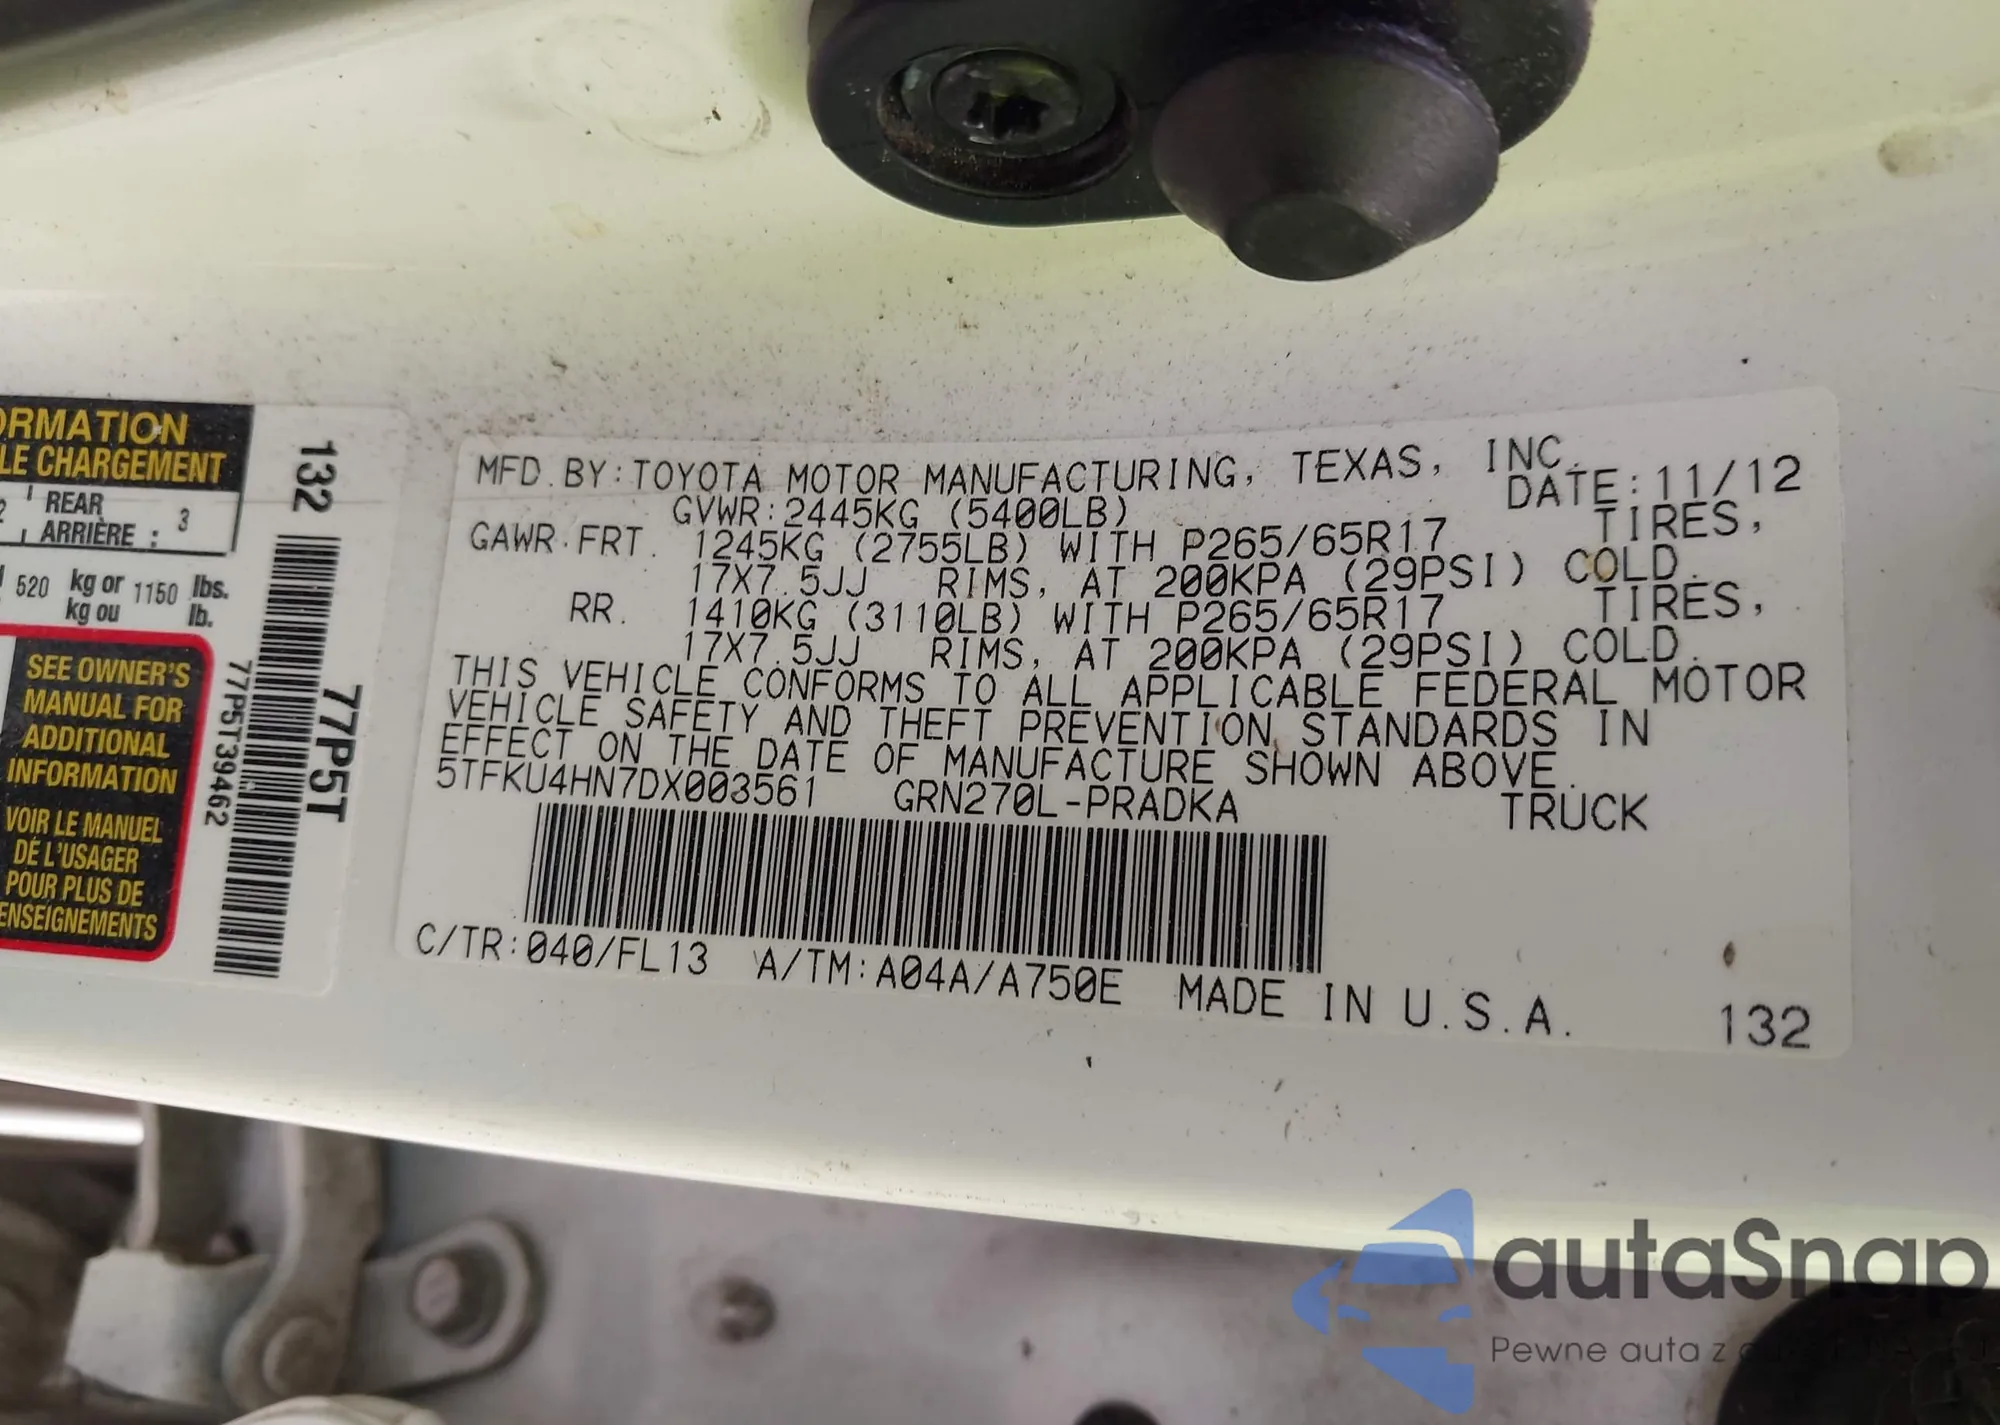 ORMATION
LE CHARGEMENT
REAR
ARRIÈRE : 3
520 kg or 1150 lbs.
kg ou lb.
SEE OWNER'S
MANUAL FOR
ADDITIONAL
INFORMATION
VOIR LE MANUEL
DE L'USAGER
POUR PLUS DE
ENSEIGNEMENTS
132
77P5T
77P5T39462
MFD. BY: TOYOTA MOTOR MANUFACTURING, TEXAS, INC.
DATE: 11/12
GVWR: 2445KG (5400LB)
GAWR FRT. 1245KG (2755LB) WITH P265/65R17 TIRES,
17X7.5JJ RIMS, AT 200KPA (29PSI) COLD.
RR. 1410KG (3110LB) WITH P265/65R17 TIRES,
17X7.5JJ RIMS, AT 200KPA (29PSI) COLD.
THIS VEHICLE CONFORMS TO ALL APPLICABLE FEDERAL MOTOR
VEHICLE SAFETY AND THEFT PREVENTION STANDARDS IN
EFFECT ON THE DATE OF MANUFACTURE SHOWN ABOVE.
5TFKU4HN7DX003561 GRN270L-PRADKA TRUCK
C/TR: 040/FL13 A/TM: A04A/A750E MADE IN U.S.A.
132
autaSnap
Pewne auta z